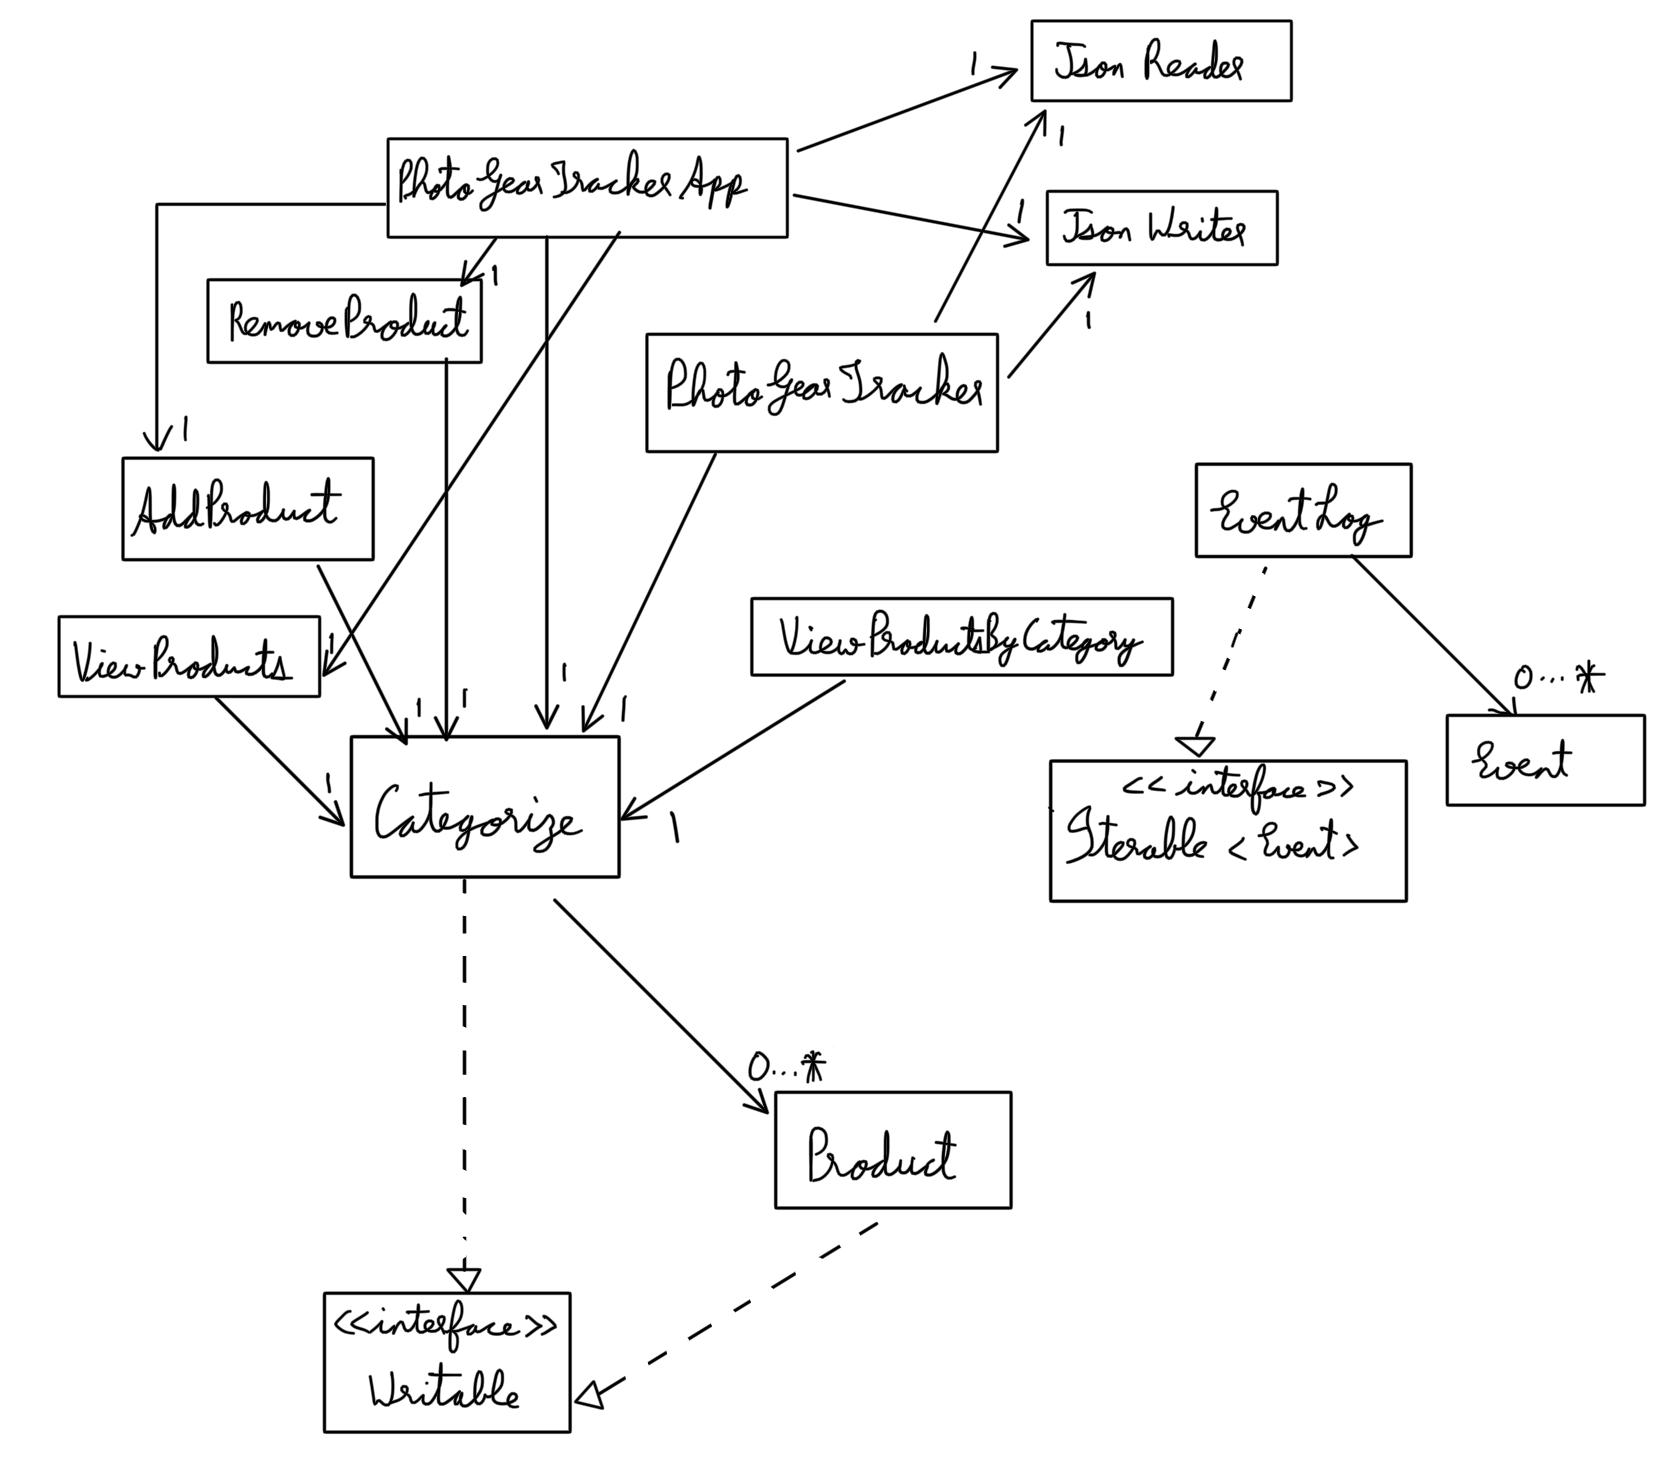 1
Json Reader
1
PhotoGearTrackerApp
1
Json Writer
1
RemoveProduct
1
PhotoGearTracker
1
AddProduct
EventLog
ViewProducts
1
ViewProductsByCategory
1
1
1
1
0...*
1
Categorize
1
Event
<<interface>>
Iterable <Event>
0...*
Product
<<interface>>
Writable